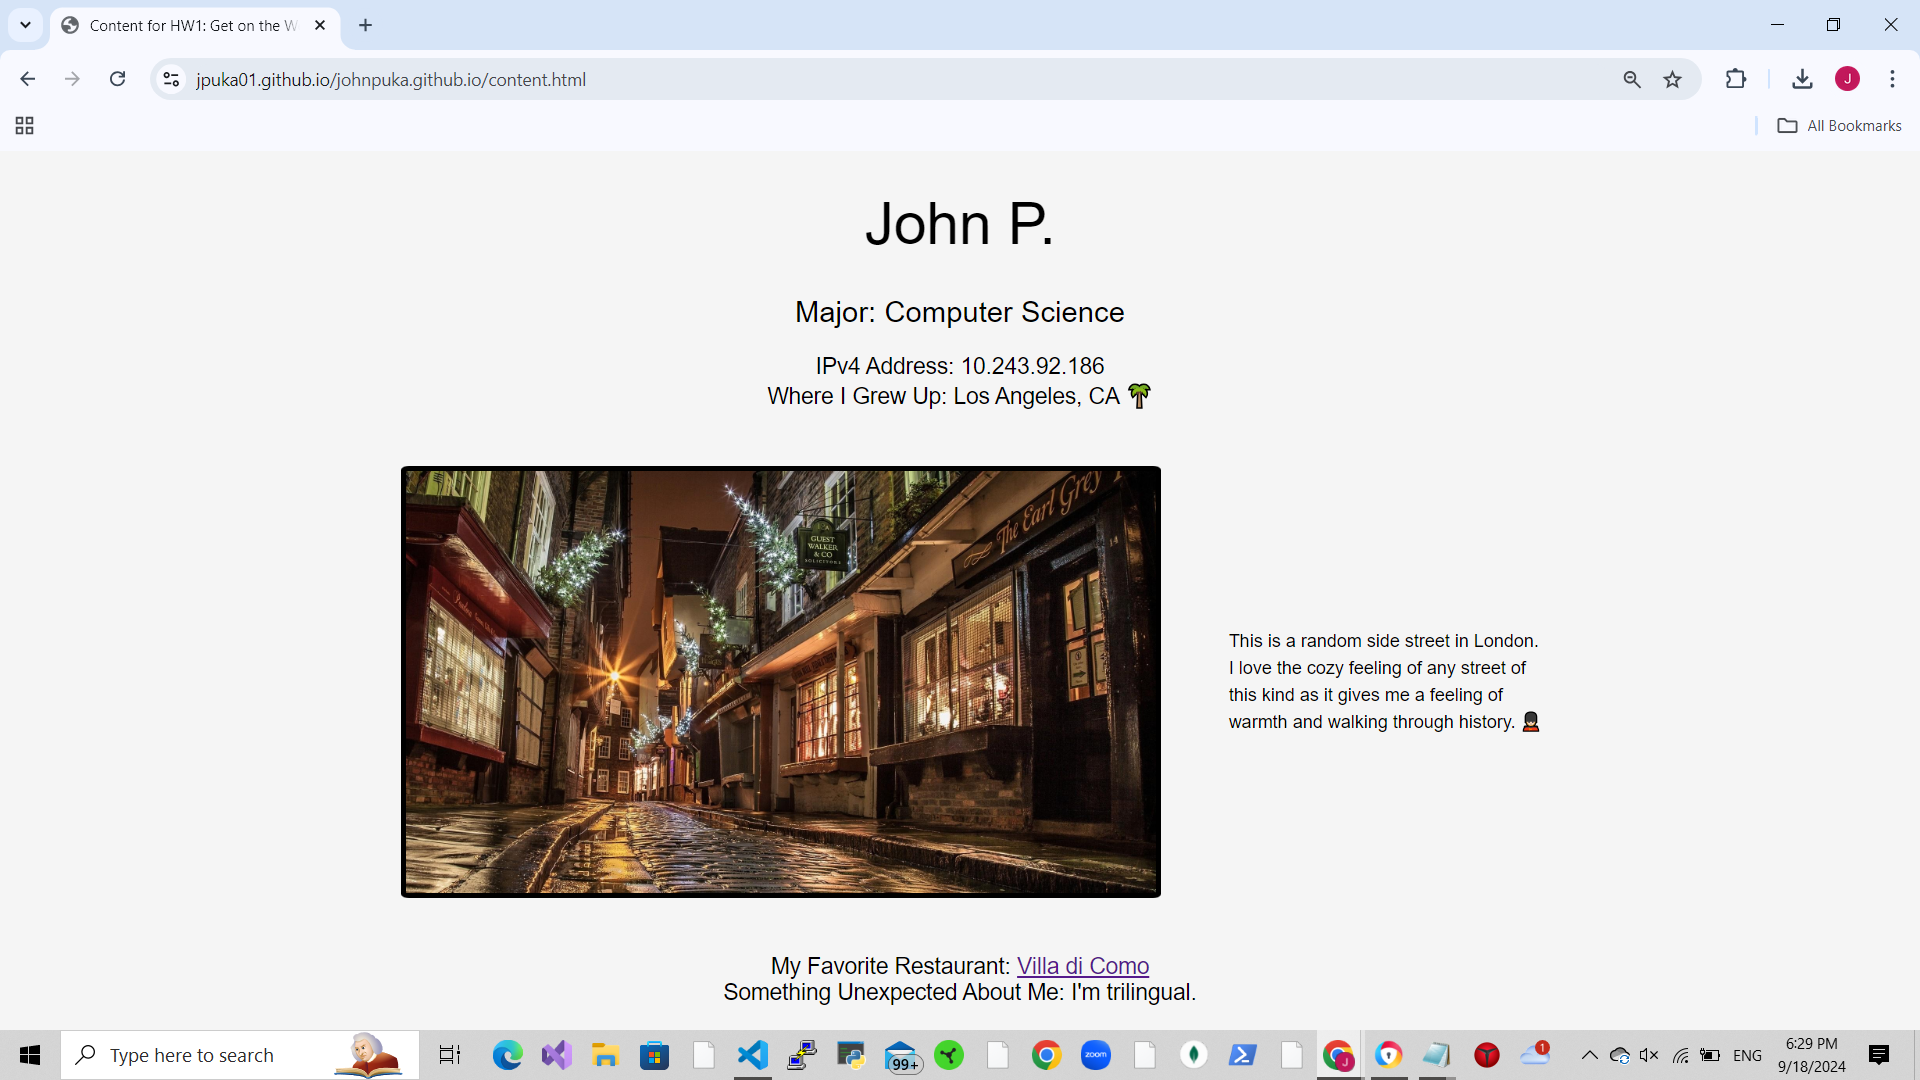 Content for HW1: Get on the W
jpuka01.github.io/johnpuka.github.io/content.html
J
All Bookmarks
John P.
Major: Computer Science
IPv4 Address: 10.243.92.186
Where I Grew Up: Los Angeles, CA 🌴
The Earl Grey
14
GUEST
WALKER
& CO
SOLICITORS
This is a random side street in London.
I love the cozy feeling of any street of
this kind as it gives me a feeling of
warmth and walking through history. 💂
My Favorite Restaurant: Villa di Como
Something Unexpected About Me: I'm trilingual.
Type here to search
99+
zoom
J
1
ENG
6:29 PM
9/18/2024